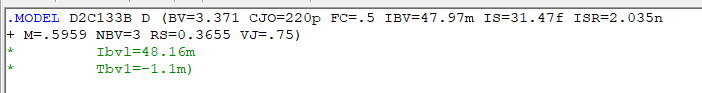 .MODEL D2C133B D (BV=3.371 CJO=220p FC=.5 IBV=47.97m IS=31.47f ISR=2.035n
+ M=.5959 NBV=3 RS=0.3655 VJ=.75)
*       Ibvl=48.16m
*       Tbv1=-1.1m)